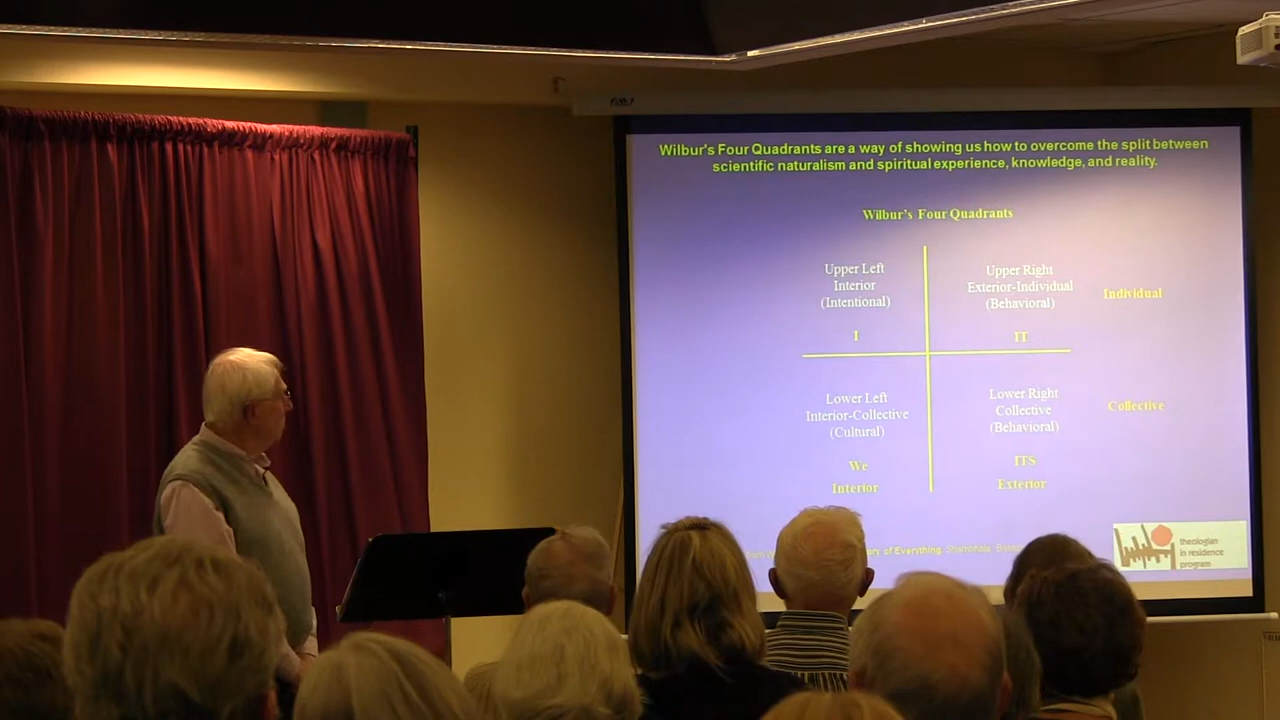 Wilbur's Four Quadrants are a way of showing us how to overcome the split between
scientific naturalism and spiritual experience, knowledge, and reality.
Wilbur's Four Quadrants
Upper Left
Interior
(Intentional)
I
Upper Right
Exterior-Individual
(Behavioral)
IT
Individual
Lower Left
Interior-Collective
(Cultural)
We
Interior
Lower Right
Collective
(Behavioral)
ITS
Exterior
Collective
of Everything, Shambhala,
theologian
in residence
program